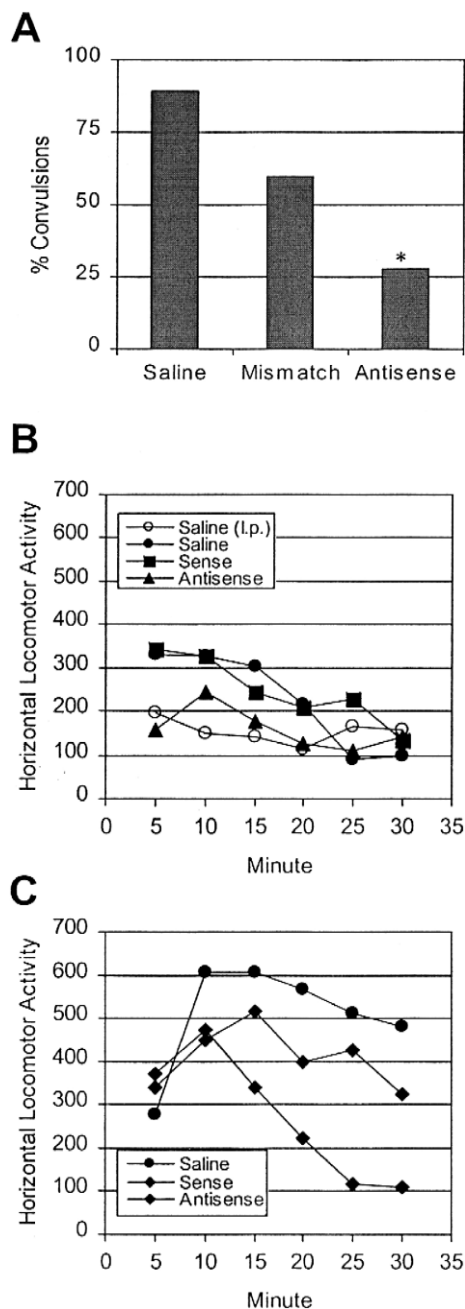 A
100
75
50
25
0
% Convulsions
*
Saline Mismatch Antisense
B
700
600
500
400
300
200
100
0
Horizontal Locomotor Activity
Saline (I.p.)
Saline
Sense
Antisense
0 5 10 15 20 25 30 35
Minute
C
700
600
500
400
300
200
100
0
Horizontal Locomotor Activity
Saline
Sense
Antisense
0 5 10 15 20 25 30 35
Minute